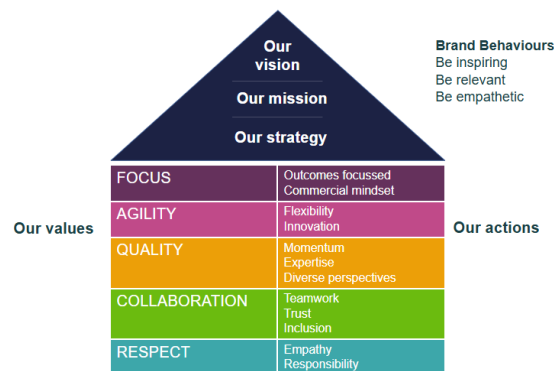 Our
vision
Our mission
Our strategy
Brand Behaviours
Be inspiring
Be relevant
Be empathetic
Our values
Our actions
FOCUS
Outcomes focussed
Commercial mindset
AGILITY
Flexibility
Innovation
QUALITY
Momentum
Expertise
Diverse perspectives
COLLABORATION
Teamwork
Trust
Inclusion
RESPECT
Empathy
Responsibility